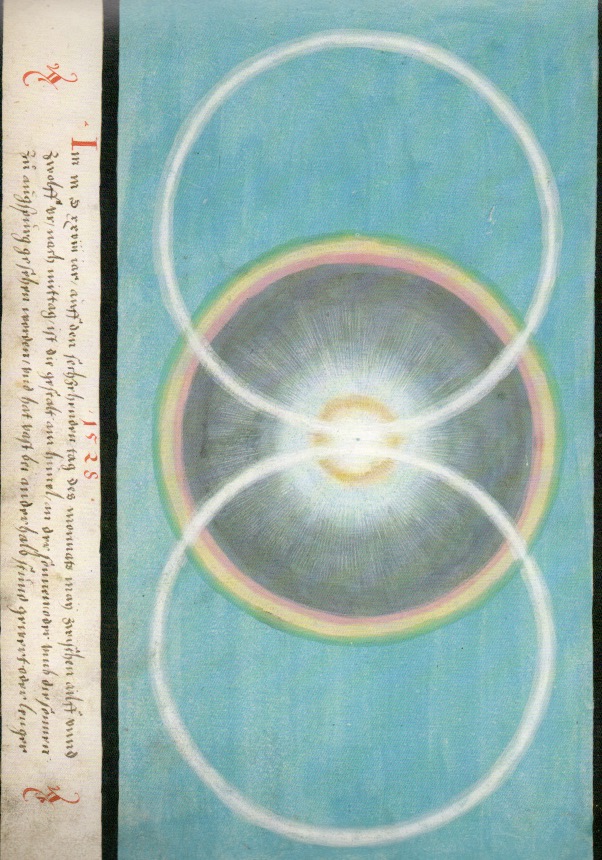 1528
Im m D xxviii iar, auff den sechzehenden tag des monnats may zwischen ailff vnnd
zwolff vr, nach mittag, ist die gestalt am himel, an der sonnen oder vmb die sonnen
zů augspurg gesehen worden, vnd hat vast bei anderhalb stund gewert oder lenger